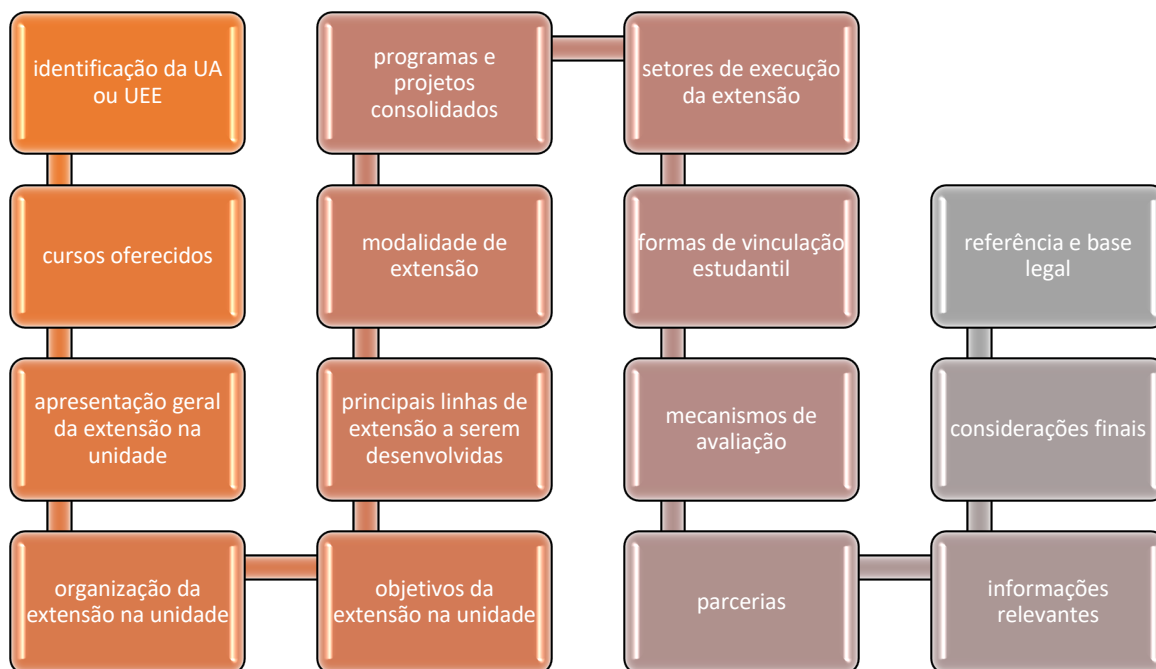 identificação da UA
ou UEE
cursos oferecidos
apresentação geral
da extensão na
unidade
organização da
extensão na unidade
objetivos da
extensão na unidade
principais linhas de
extensão a serem
desenvolvidas
modalidade de
extensão
programas e
projetos
consolidados
setores de execução
da extensão
formas de vinculação
estudantil
mecanismos de
avaliação
parcerias
informações
relevantes
considerações finais
referência e base
legal